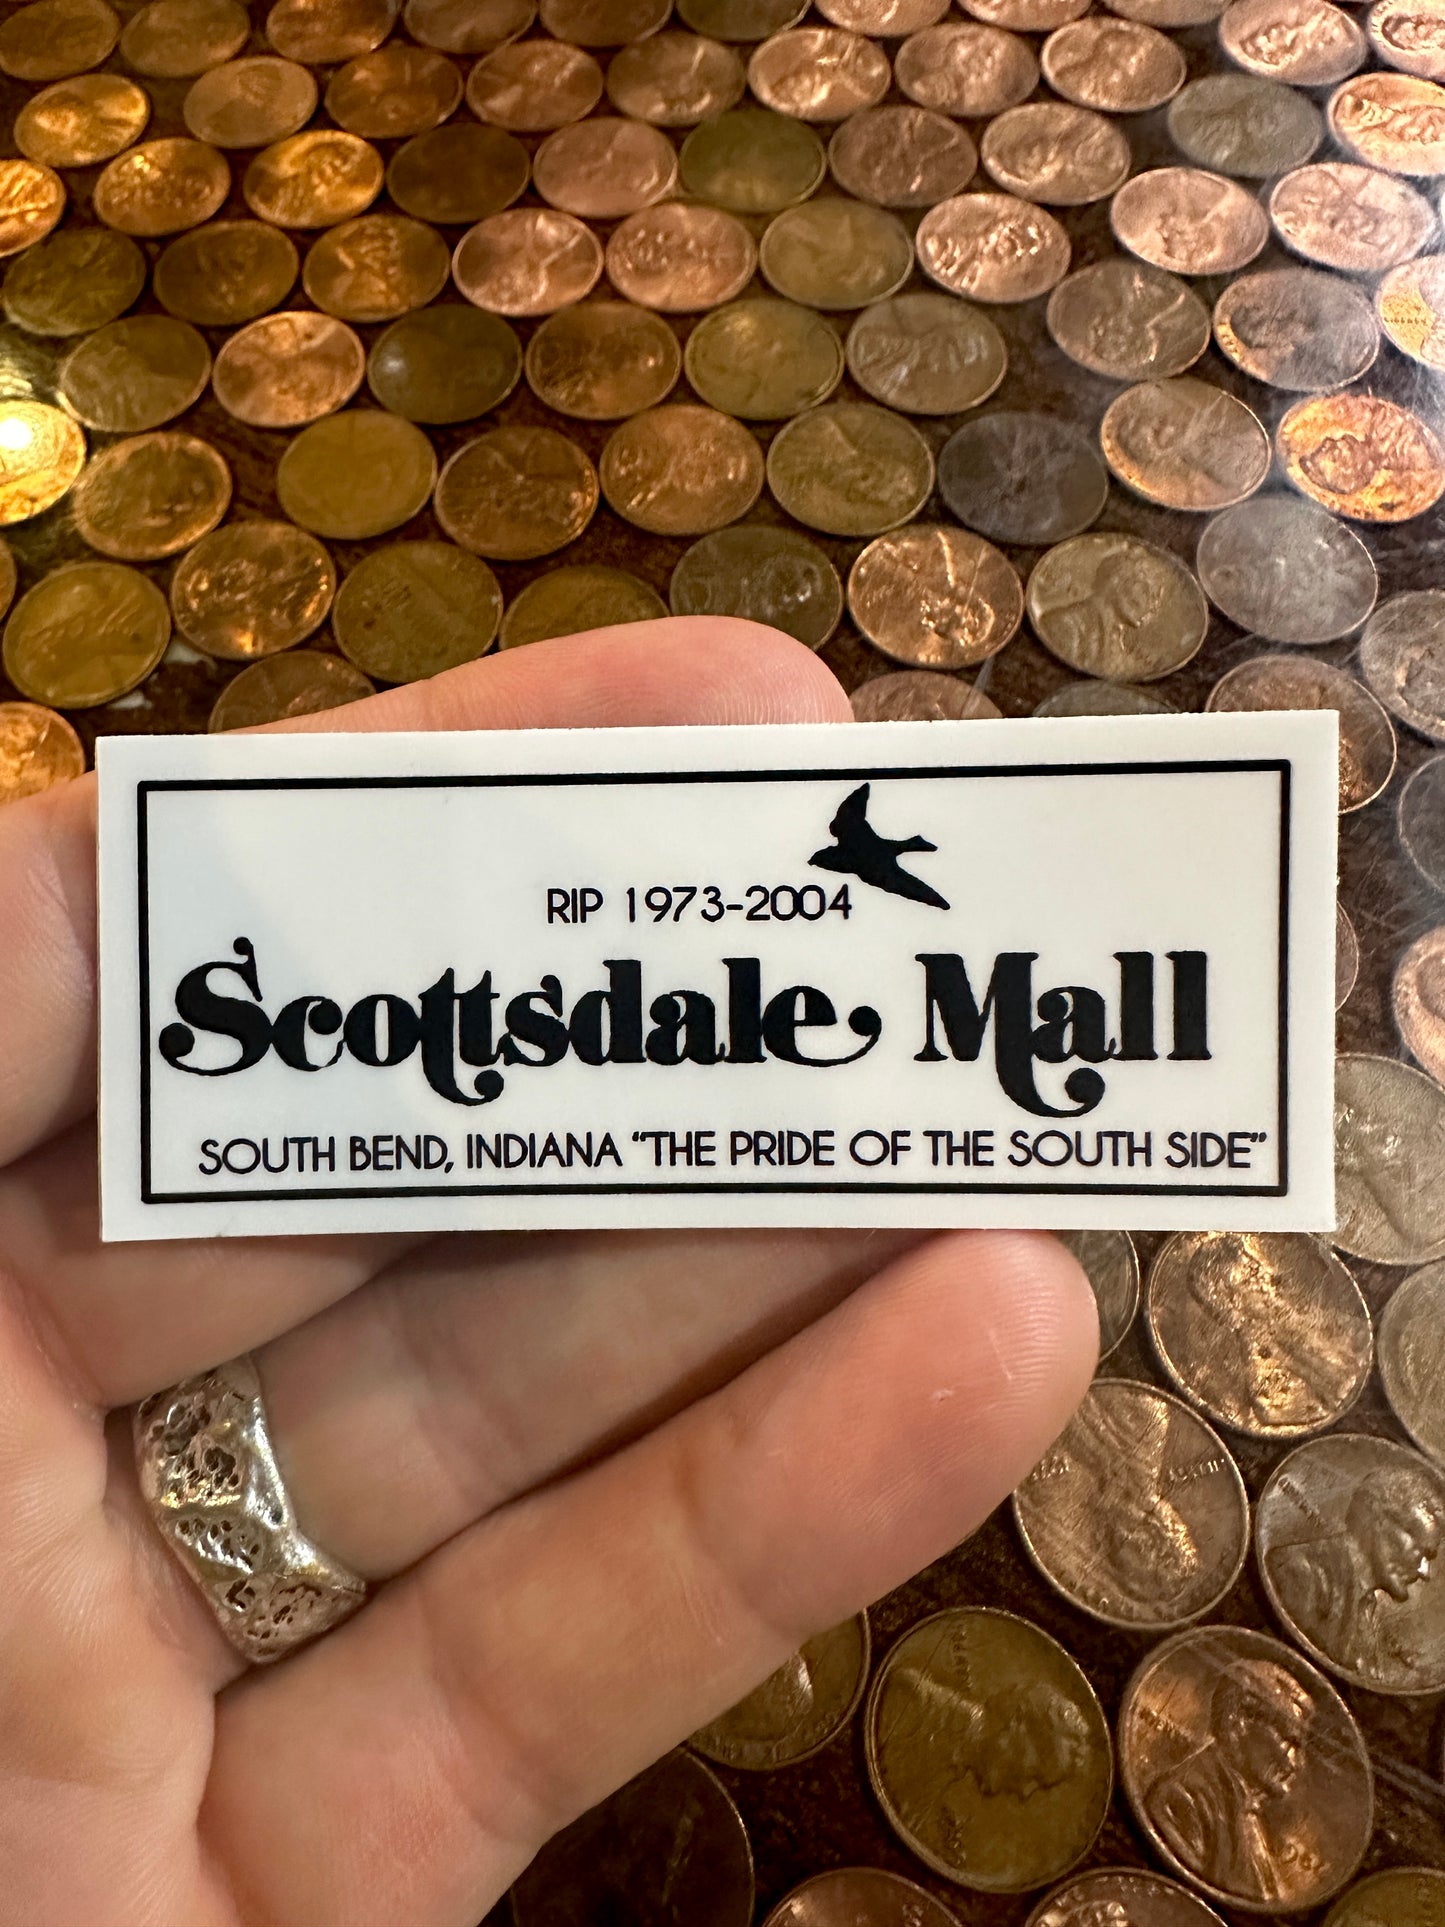 RIP 1973-2004
Scottsdale Mall
SOUTH BEND, INDIANA "THE PRIDE OF THE SOUTH SIDE"